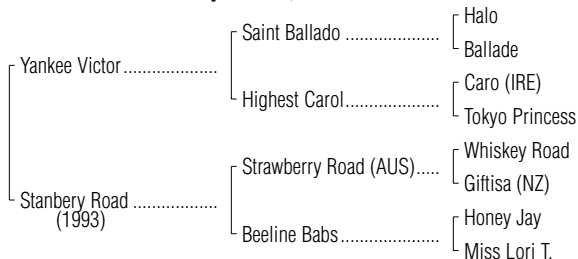 Halo
Saint Ballado ....................
Ballade
Yankee Victor....................
Caro (IRE)
Highest Carol....................
Tokyo Princess
Whiskey Road
Strawberry Road (AUS).....
Giftisa (NZ)
Stanbery Road ..................
(1993)
Honey Jay
Beeline Babs.....................
Miss Lori T.